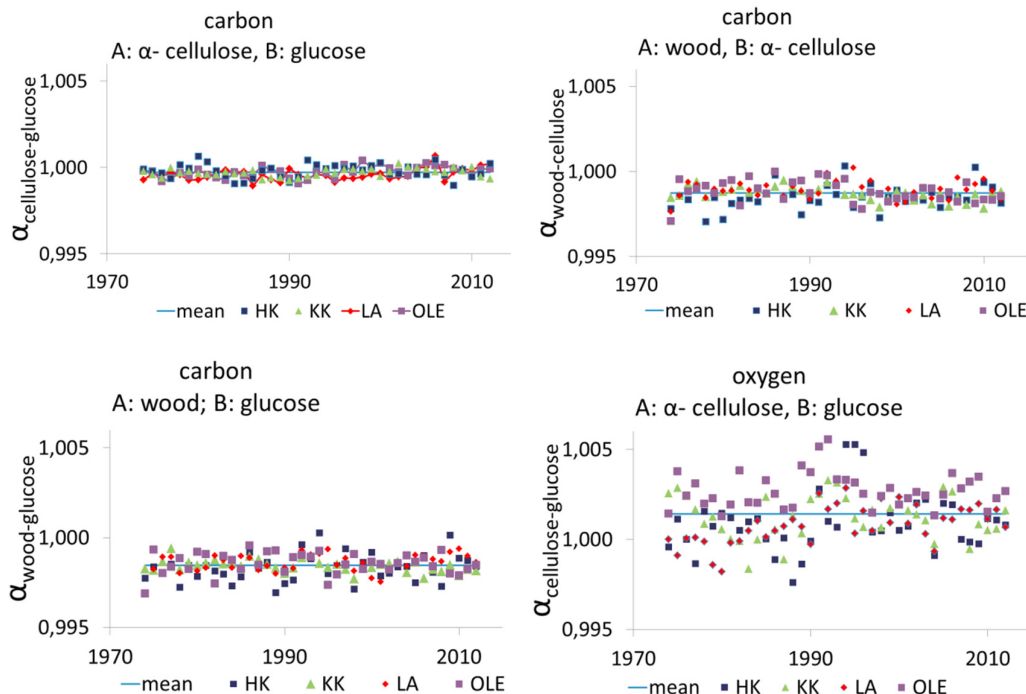 carbon
A: α- cellulose, B: glucose
1,005
1,000
0,995
αcellulose-glucose
1970
1990
2010
mean HK KK LA OLE
carbon
A: wood, B: α- cellulose
1,005
1,000
0,995
αwood-cellulose
1970
1990
2010
mean HK KK LA OLE
carbon
A: wood; B: glucose
1,005
1,000
0,995
αwood-glucose
1970
1990
2010
mean HK KK LA OLE
oxygen
A: α- cellulose, B: glucose
1,005
1,000
0,995
αcellulose-glucose
1970
1990
2010
mean HK KK LA OLE